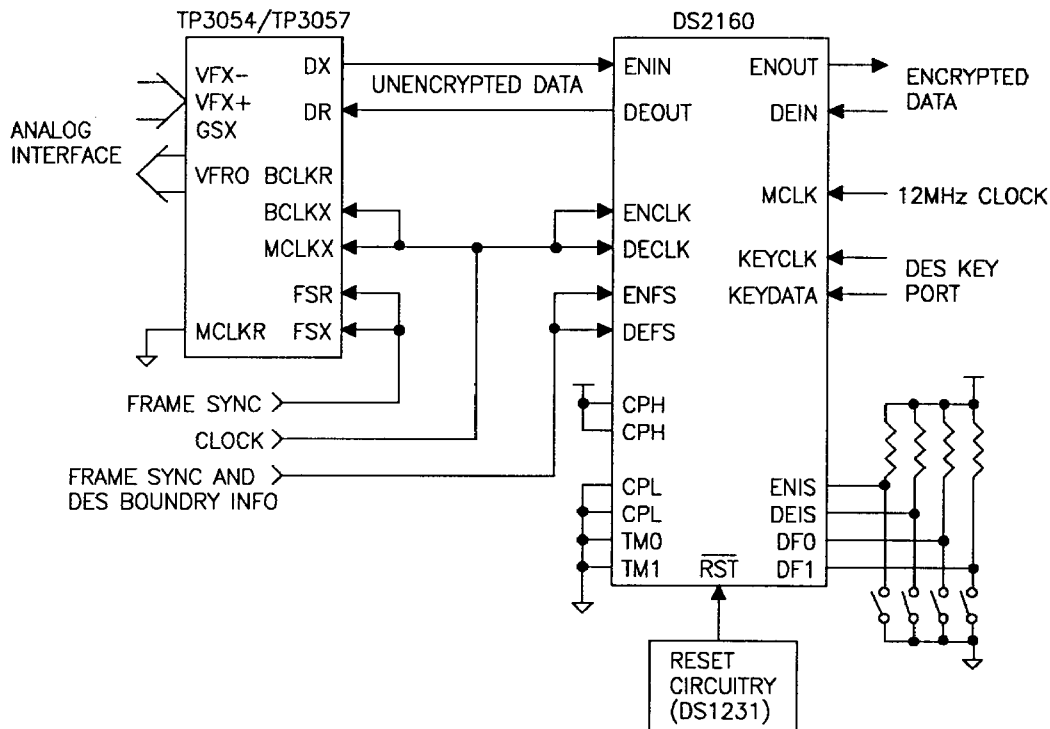 TP3054/TP3057
DS2160
VFX-
VFX+
GSX
ANALOG
INTERFACE
VFRO
DX
DR
BCLKR
BCLKX
MCLKX
FSR
FSX
MCLKR
UNENCRYPTED DATA
ENIN
DEOUT
ENCLK
DECLK
ENFS
DEFS
CPH
CPH
CPL
CPL
TM0
TM1
RST
ENOUT
DEIN
MCLK
KEYCLK
KEYDATA
ENIS
DEIS
DF0
DF1
ENCRYPTED
DATA
12MHz CLOCK
DES KEY
PORT
FRAME SYNC
CLOCK
FRAME SYNC AND
DES BOUNDRY INFO
RESET
CIRCUITRY
(DS1231)